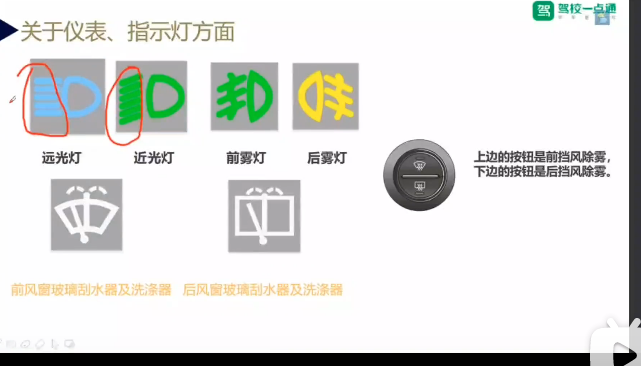 关于仪表、指示灯方面
驾 驾校一点通
远光灯
近光灯
前雾灯
后雾灯
上边的按钮是前挡风除雾，
下边的按钮是后挡风除雾。
前风窗玻璃刮水器及洗涤器
后风窗玻璃刮水器及洗涤器